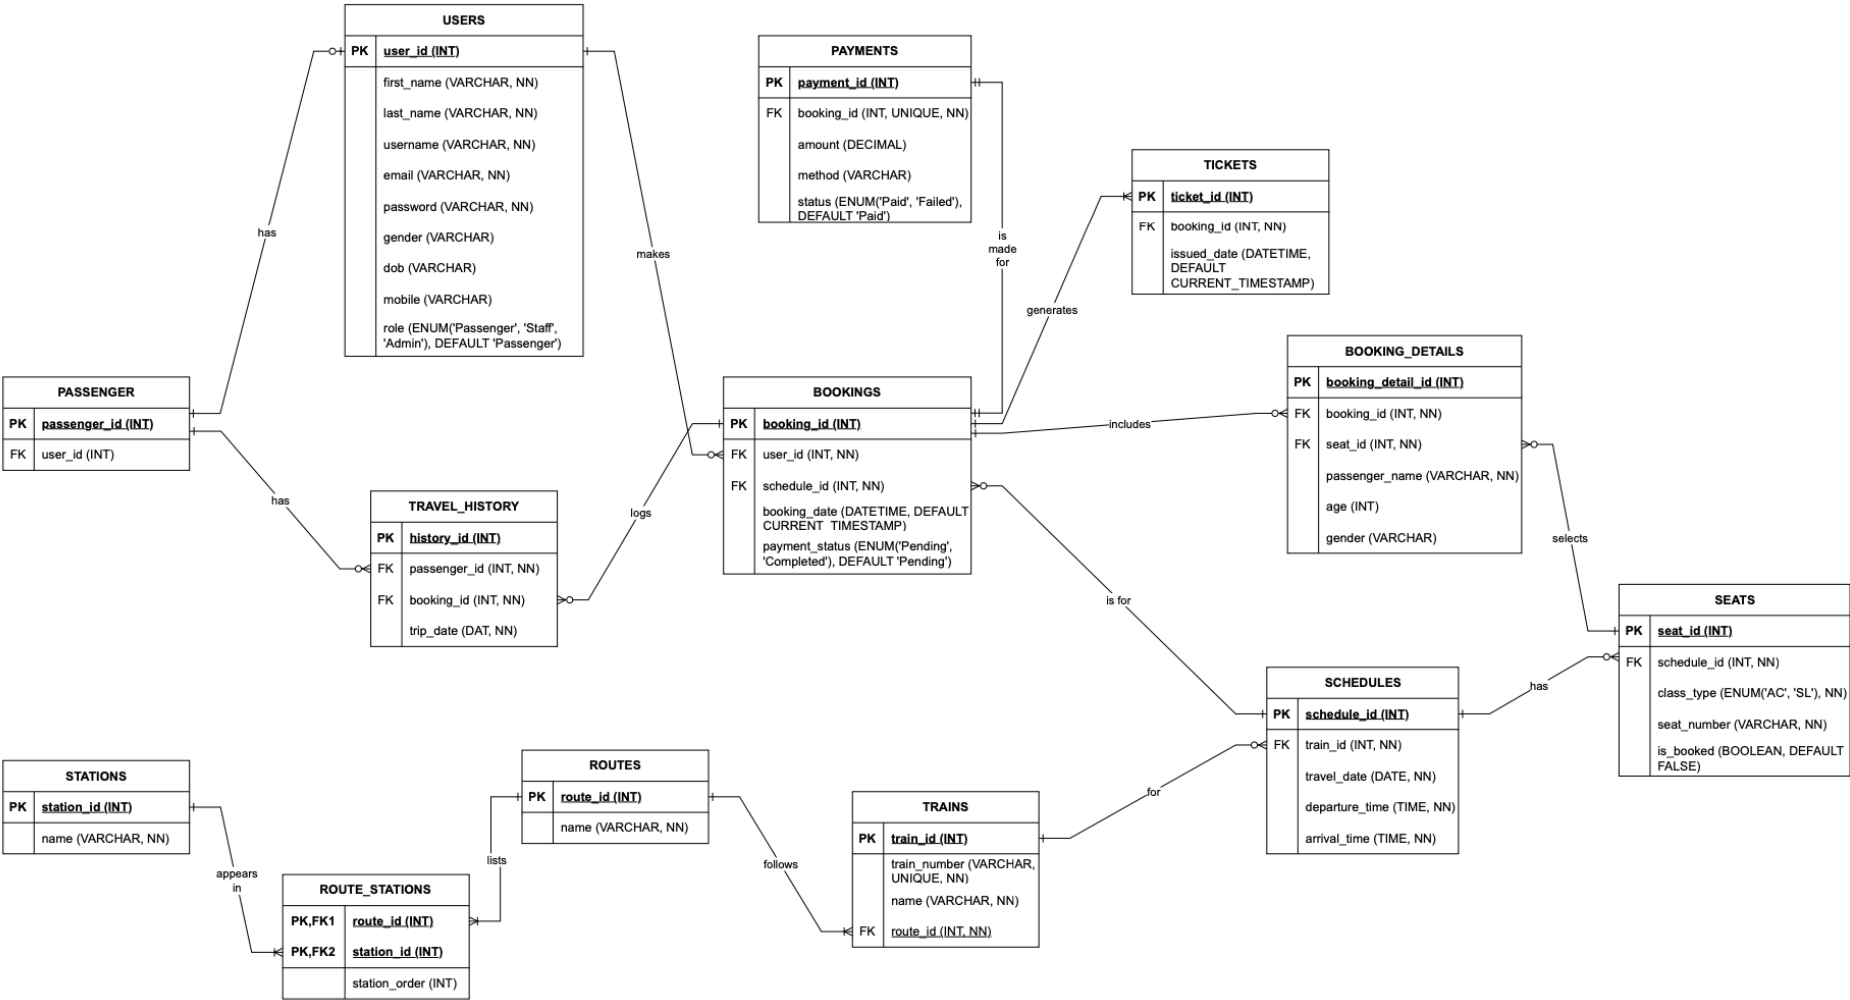 USERS
PK user_id (INT)
first_name (VARCHAR, NN)
last_name (VARCHAR, NN)
username (VARCHAR, NN)
email (VARCHAR, NN)
password (VARCHAR, NN)
gender (VARCHAR)
dob (VARCHAR)
mobile (VARCHAR)
role (ENUM('Passenger', 'Staff',
'Admin'), DEFAULT 'Passenger')
PAYMENTS
PK payment_id (INT)
FK booking_id (INT, UNIQUE, NN)
amount (DECIMAL)
method (VARCHAR)
status (ENUM('Paid', 'Failed'),
DEFAULT 'Paid')
TICKETS
PK ticket_id (INT)
FK booking_id (INT, NN)
issued_date (DATETIME,
DEFAULT
CURRENT_TIMESTAMP)
has
makes
is
made
for
generates
PASSENGER
PK passenger_id (INT)
FK user_id (INT)
BOOKINGS
PK booking_id (INT)
FK user_id (INT, NN)
FK schedule_id (INT, NN)
booking_date (DATETIME, DEFAULT
CURRENT_TIMESTAMP)
payment_status (ENUM('Pending',
'Completed'), DEFAULT 'Pending')
includes
BOOKING_DETAILS
PK booking_detail_id (INT)
FK booking_id (INT, NN)
FK seat_id (INT, NN)
passenger_name (VARCHAR, NN)
age (INT)
gender (VARCHAR)
has
TRAVEL_HISTORY
PK history_id (INT)
FK passenger_id (INT, NN)
FK booking_id (INT, NN)
trip_date (DAT, NN)
logs
is for
selects
SEATS
PK seat_id (INT)
FK schedule_id (INT, NN)
class_type (ENUM('AC', 'SL'), NN)
seat_number (VARCHAR, NN)
is_booked (BOOLEAN, DEFAULT
FALSE)
has
SCHEDULES
PK schedule_id (INT)
FK train_id (INT, NN)
travel_date (DATE, NN)
departure_time (TIME, NN)
arrival_time (TIME, NN)
STATIONS
PK station_id (INT)
name (VARCHAR, NN)
ROUTES
PK route_id (INT)
name (VARCHAR, NN)
for
TRAINS
PK train_id (INT)
train_number (VARCHAR,
UNIQUE, NN)
name (VARCHAR, NN)
FK route_id (INT, NN)
appears
in
lists
follows
ROUTE_STATIONS
PK,FK1 route_id (INT)
PK,FK2 station_id (INT)
station_order (INT)